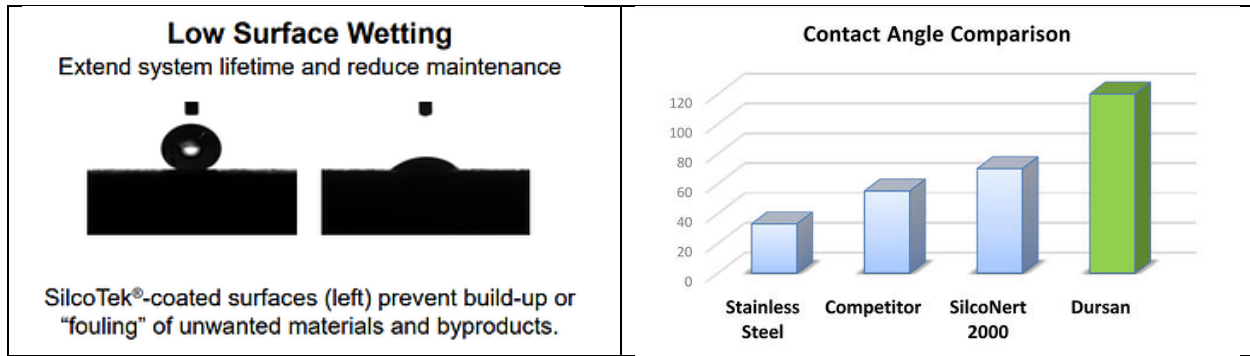 Low Surface Wetting
Extend system lifetime and reduce maintenance
SilcoTek®-coated surfaces (left) prevent build-up or
“fouling” of unwanted materials and byproducts.
Contact Angle Comparison
120
100
80
60
40
20
0
Stainless Steel
Competitor
SilcoNert 2000
Dursan